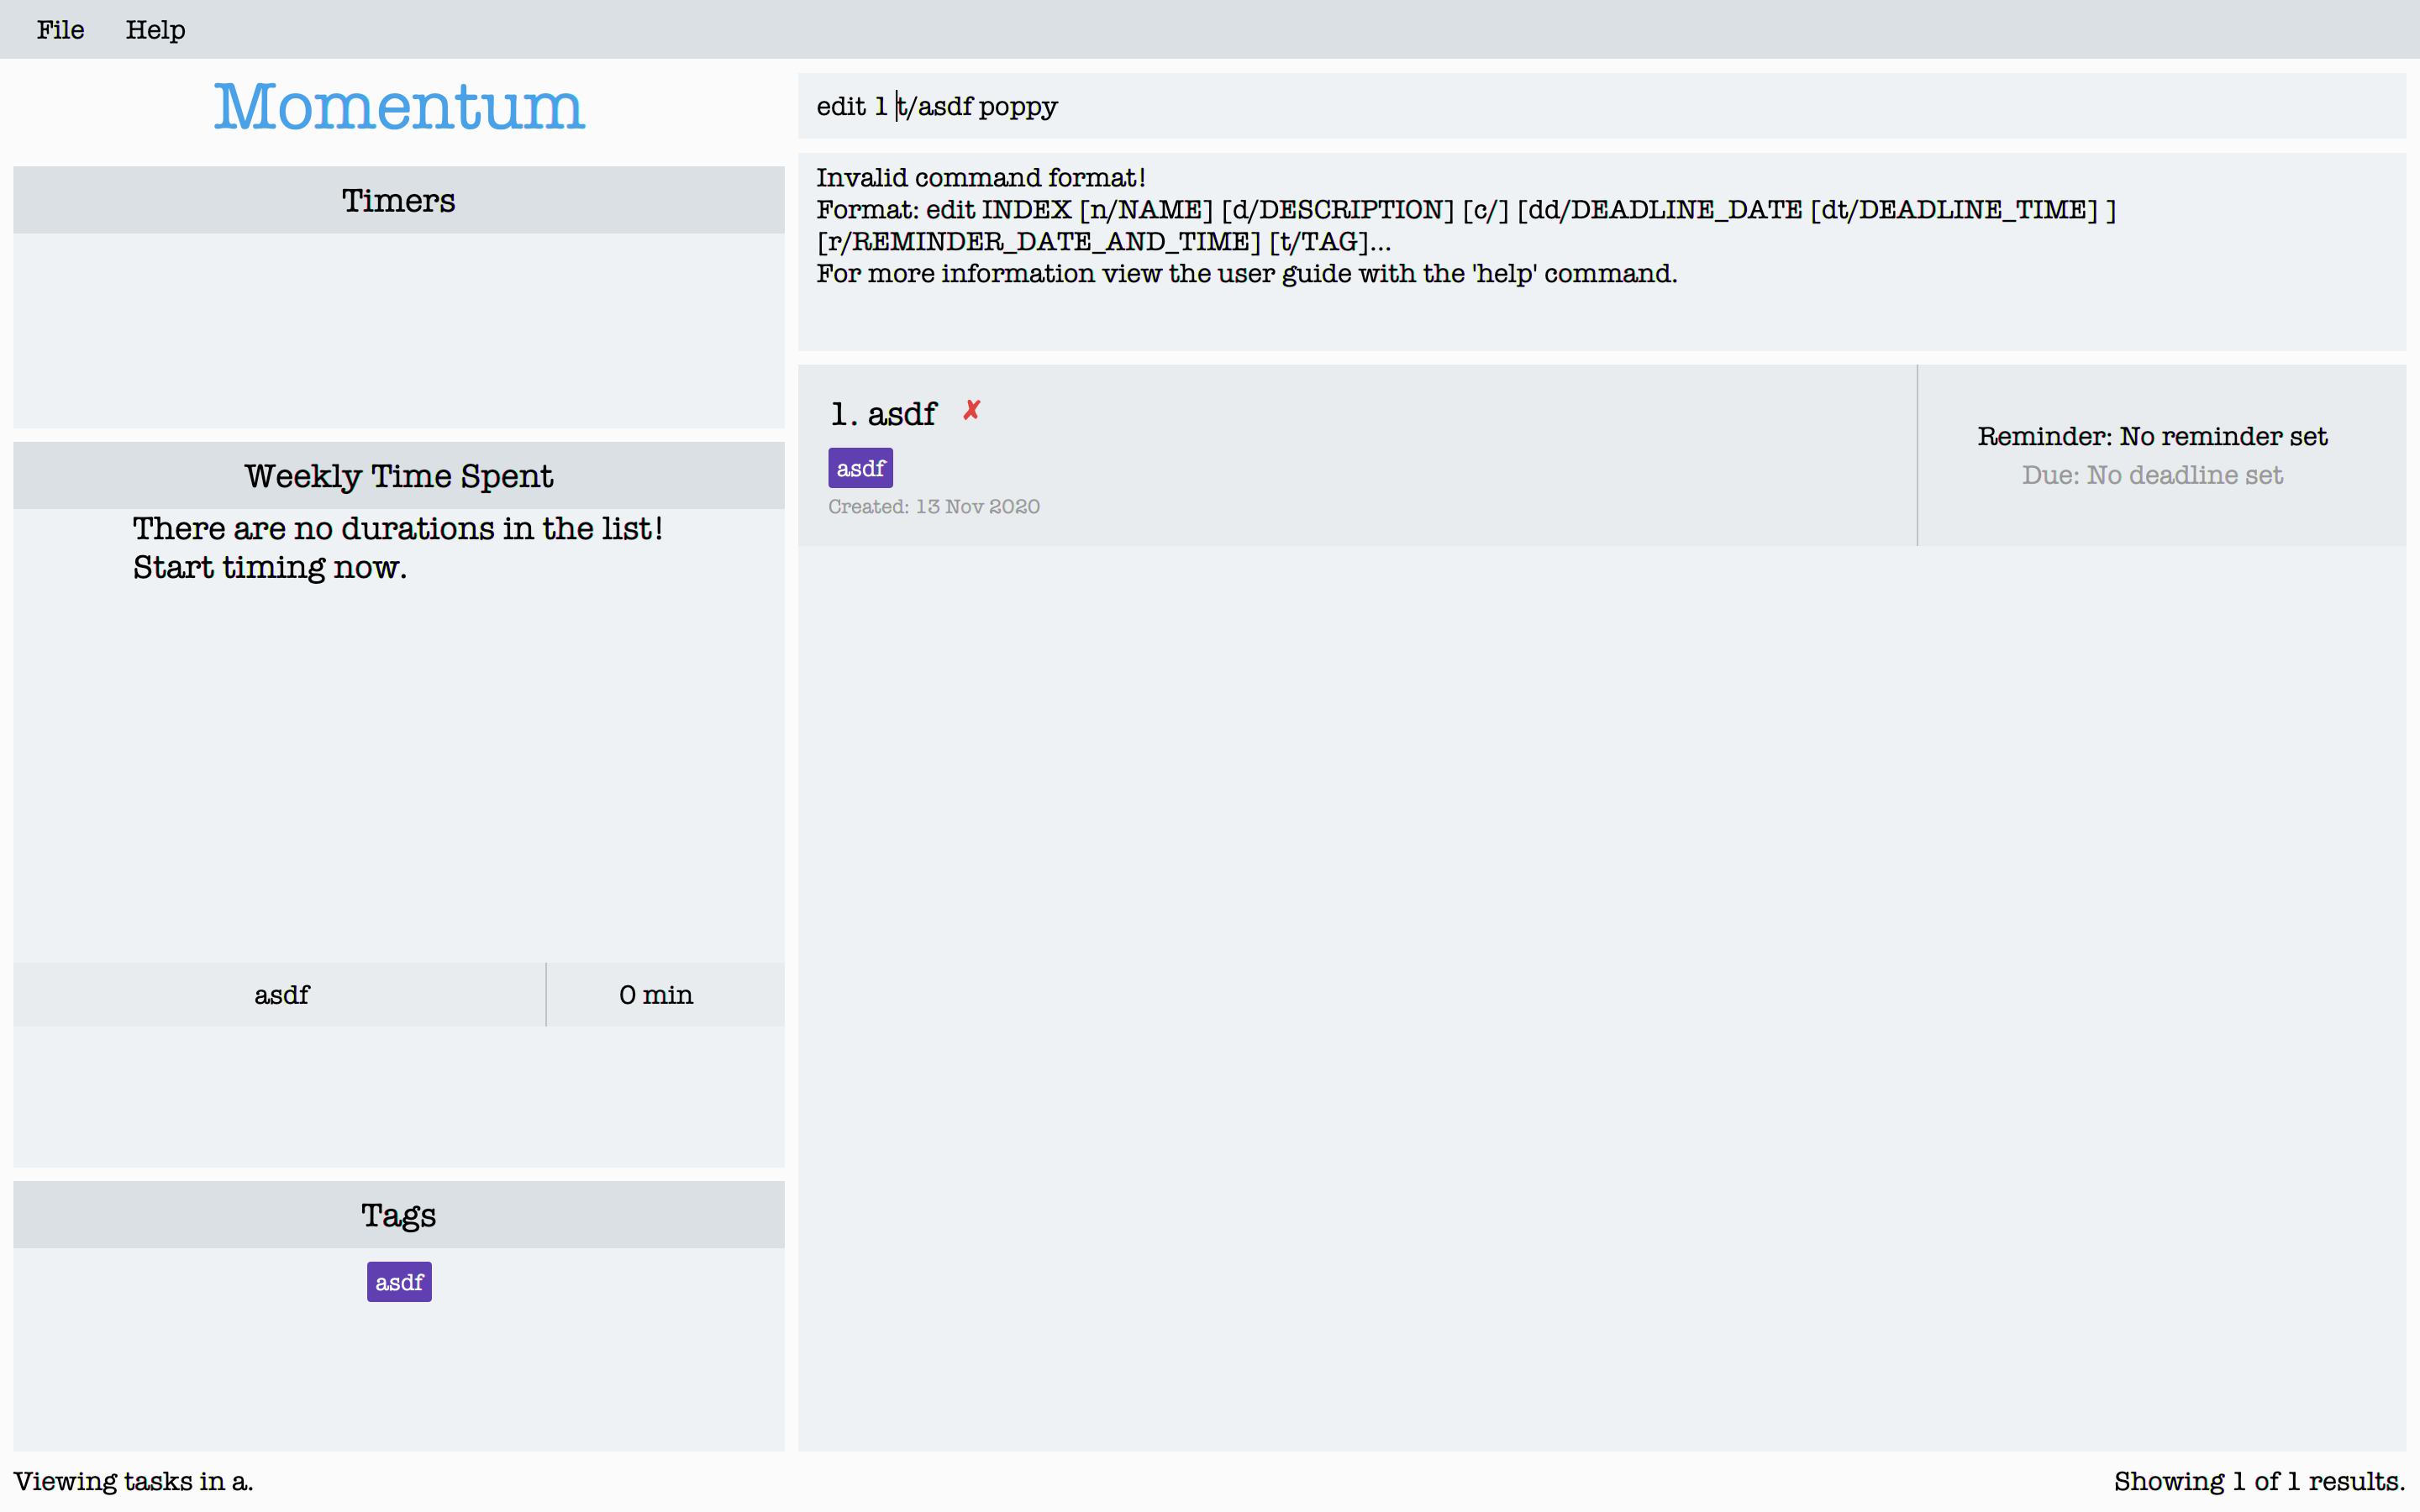 File Help
Momentum
Timers
Weekly Time Spent
There are no durations in the list!
Start timing now.
asdf 0 min
Tags
asdf
edit 1 t/asdf poppy
Invalid command format!
Format: edit INDEX [n/NAME] [d/DESCRIPTION] [c/] [dd/DEADLINE_DATE [dt/DEADLINE_TIME] ]
[r/REMINDER_DATE_AND_TIME] [t/TAG]...
For more information view the user guide with the 'help' command.
1. asdf ✗
asdf
Created: 13 Nov 2020
Reminder: No reminder set
Due: No deadline set
Viewing tasks in a.
Showing 1 of 1 results.